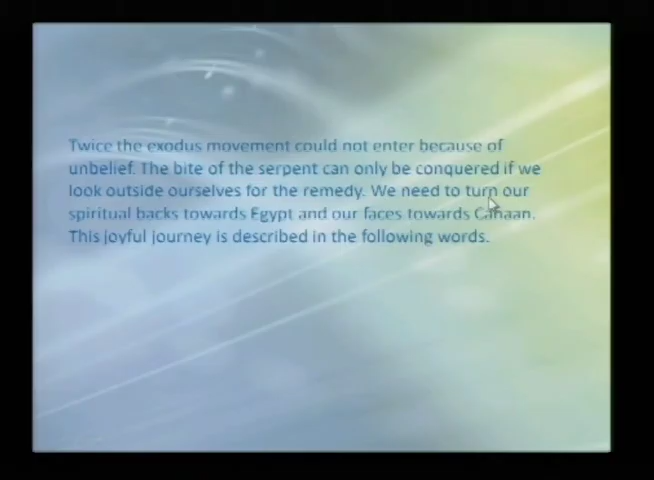 Twice the exodus movement could not enter because of
unbelief. The bite of the serpent can only be conquered if we
look outside ourselves for the remedy. We need to turn our
spiritual backs towards Egypt and our faces towards Canaan.
This joyful journey is described in the following words.